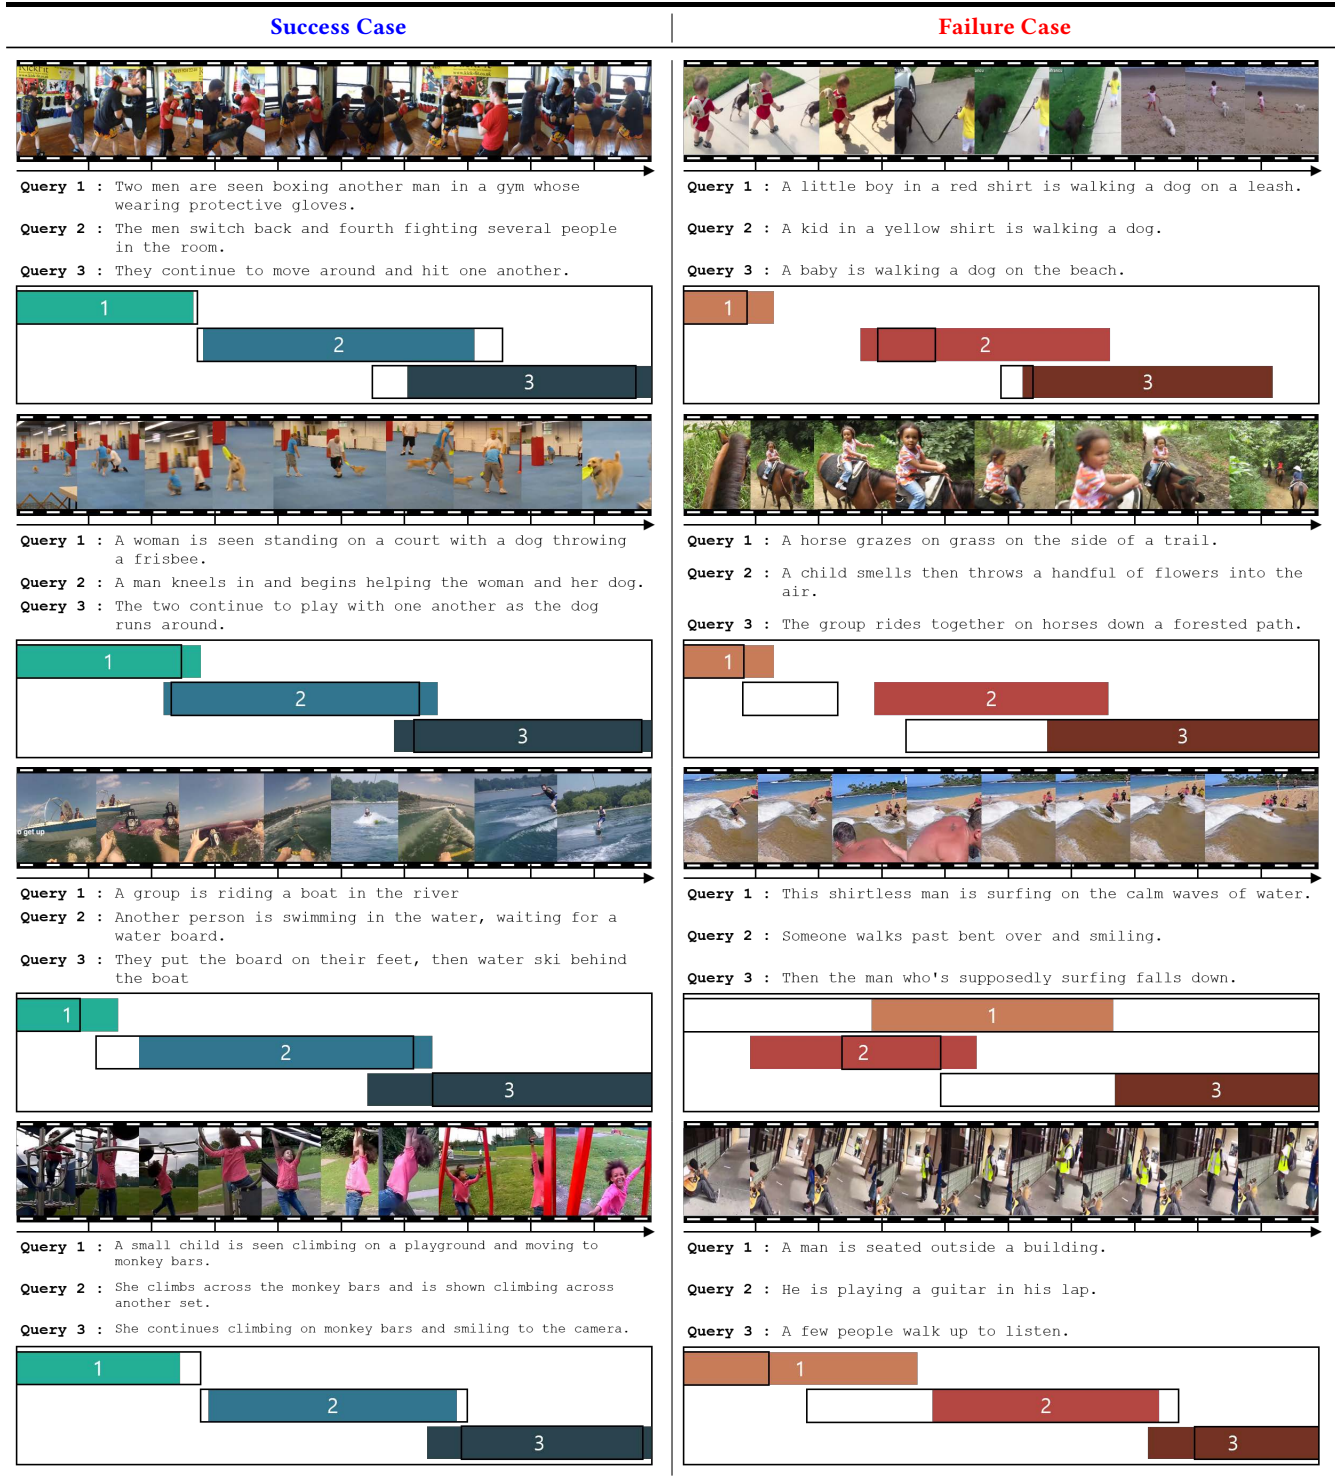 Success Case
Query 1 : Two men are seen boxing another man in a gym whose
wearing protective gloves.
Query 2 : The men switch back and fourth fighting several people
in the room.
Query 3 : They continue to move around and hit one another.
1
2
3
Query 1 : A woman is seen standing on a court with a dog throwing
a frisbee.
Query 2 : A man kneels in and begins helping the woman and her dog.
Query 3 : The two continue to play with one another as the dog
runs around.
1
2
3
o get up
Query 1 : A group is riding a boat in the river
Query 2 : Another person is swimming in the water, waiting for a
water board.
Query 3 : They put the board on their feet, then water ski behind
the boat
1
2
3
Query 1 : A small child is seen climbing on a playground and moving to
monkey bars.
Query 2 : She climbs across the monkey bars and is shown climbing across
another set.
Query 3 : She continues climbing on monkey bars and smiling to the camera.
1
2
3
Failure Case
Query 1 : A little boy in a red shirt is walking a dog on a leash.
Query 2 : A kid in a yellow shirt is walking a dog.
Query 3 : A baby is walking a dog on the beach.
1
2
3
Query 1 : A horse grazes on grass on the side of a trail.
Query 2 : A child smells then throws a handful of flowers into the
air.
Query 3 : The group rides together on horses down a forested path.
1
2
3
Query 1 : This shirtless man is surfing on the calm waves of water.
Query 2 : Someone walks past bent over and smiling.
Query 3 : Then the man who's supposedly surfing falls down.
1
2
3
Query 1 : A man is seated outside a building.
Query 2 : He is playing a guitar in his lap.
Query 3 : A few people walk up to listen.
1
2
3